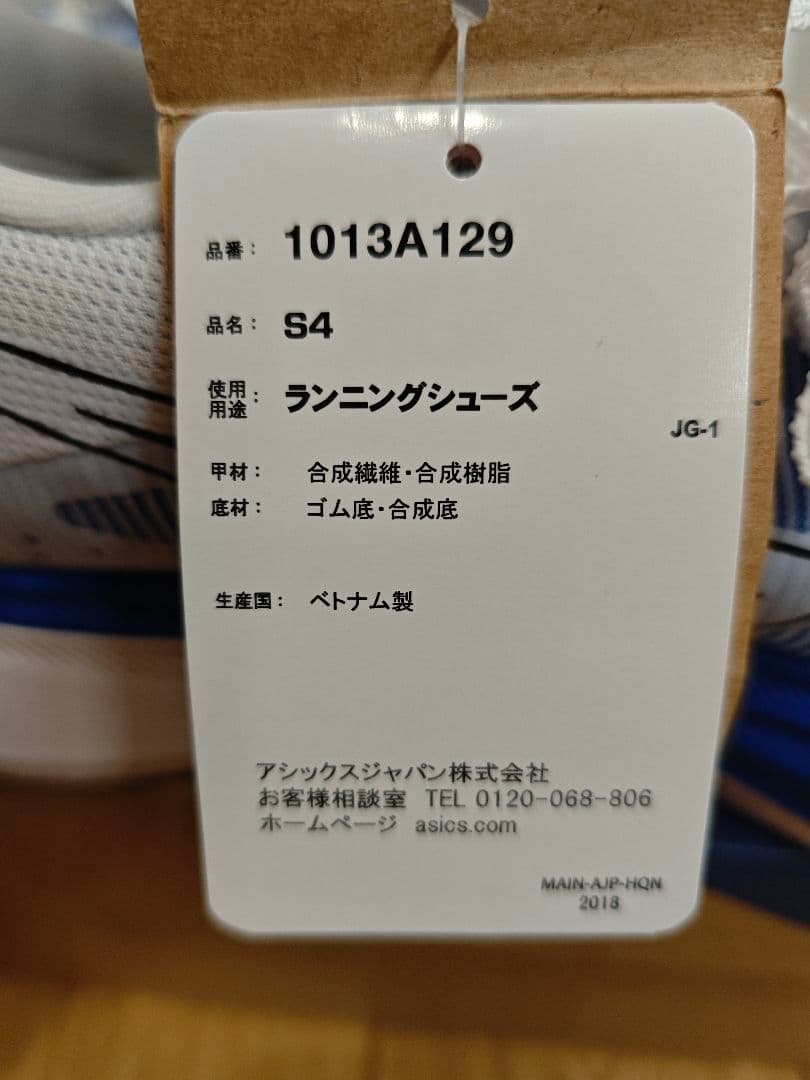 品番： 1013A129
品名： S4
使用用途： ランニングシューズ
JG-1
甲材： 合成繊維・合成樹脂
底材： ゴム底・合成底
生産国： ベトナム製
アシックスジャパン株式会社
お客様相談室 TEL 0120-068-806
ホームページ asics.com
MAIN-AJP-HQN
2018